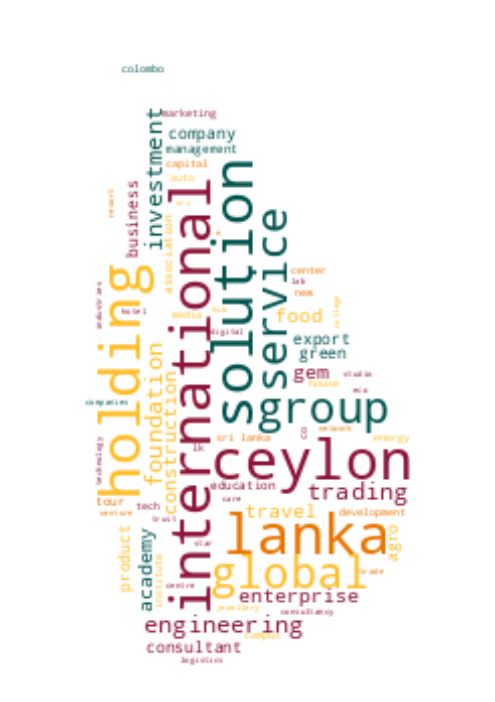 colombo
marketing
investment
company
management
capital
auto
business
resort
sri
association
international
solution
service
holding
center
lab
new
industries
hotel
media
hub
digital
food
college
export
green
gem
studio
house
eco
foundation
construction
companies
group
network
sri lanka
energy
technology
lk
ceylon
education
trading
care
tour
venture
tech
trust
travel
development
product
academy
institute
star
lanka
agro
global
trade
centre
enterprise
jewellery
consultancy
engineering
campus
consultant
logistics